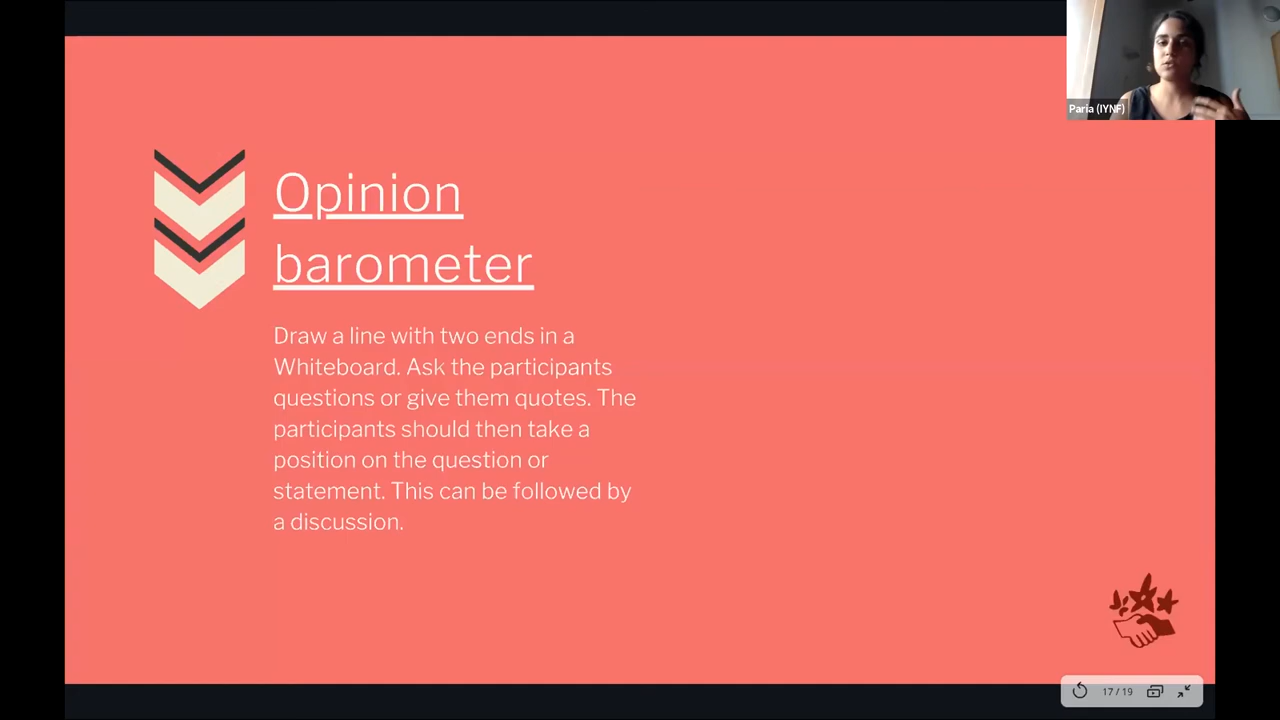 Paria (IYNF)
Opinion
barometer
Draw a line with two ends in a
Whiteboard. Ask the participants
questions or give them quotes. The
participants should then take a
position on the question or
statement. This can be followed by
a discussion.
17 / 19